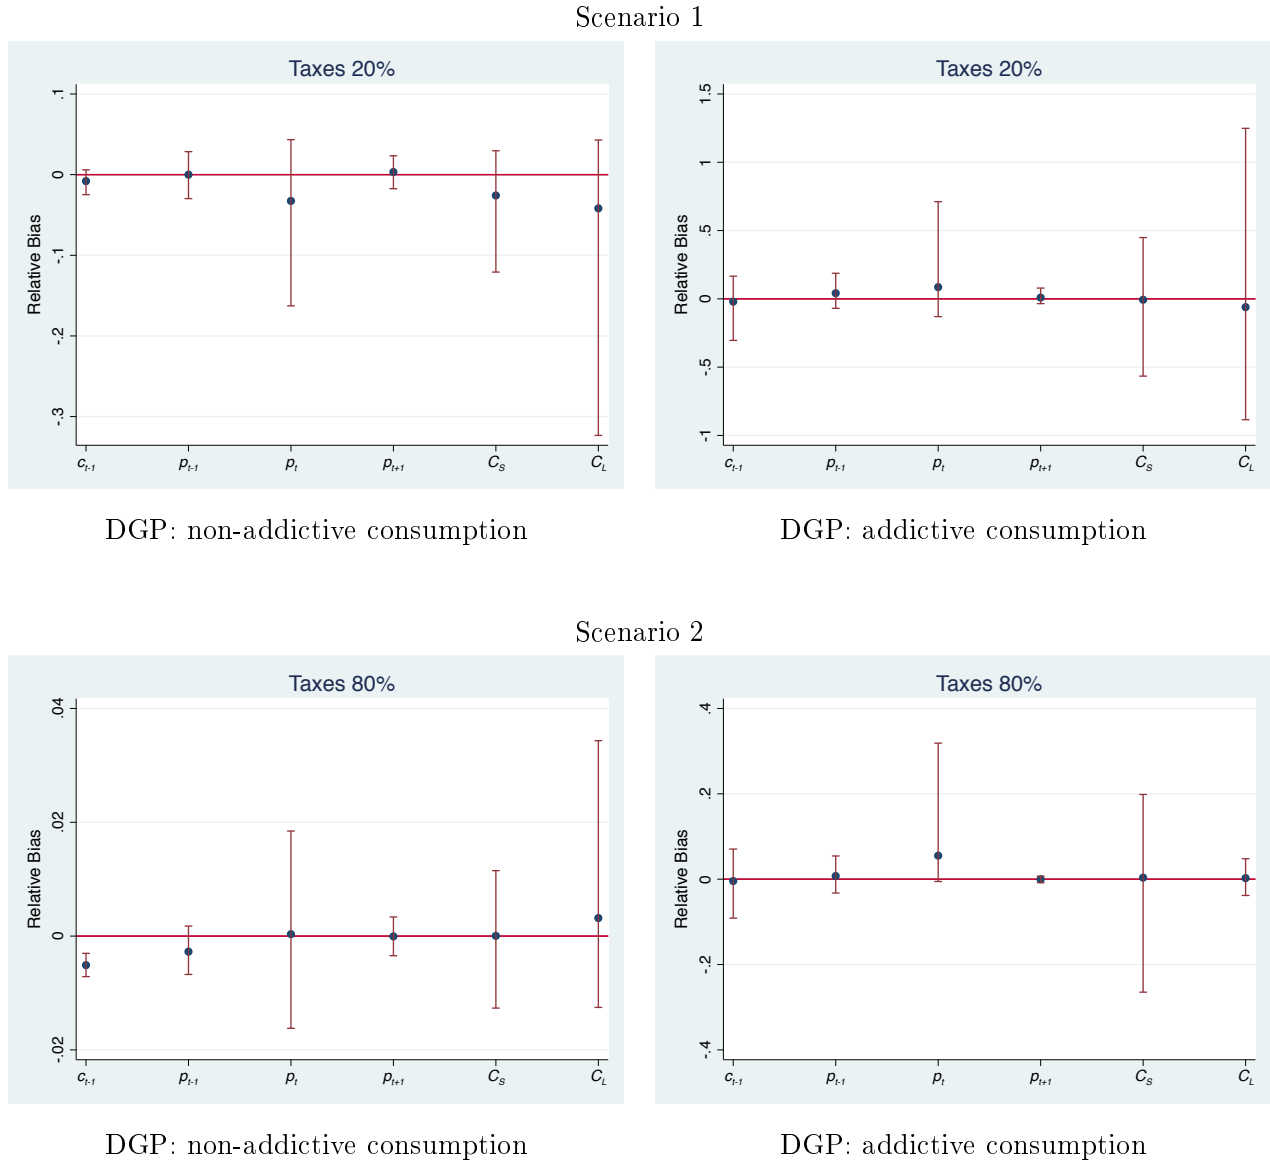 Scenario 1
Taxes 20%
Relative Bias
.1
0
-.1
-.2
-.3
c_{t-1} p_{t-1} p_t p_{t+1} C_S C_L
DGP: non-addictive consumption
Taxes 20%
Relative Bias
1.5
1
.5
0
-.5
-1
c_{t-1} p_{t-1} p_t p_{t+1} C_S C_L
DGP: addictive consumption
Scenario 2
Taxes 80%
Relative Bias
.04
.02
0
-.02
c_{t-1} p_{t-1} p_t p_{t+1} C_S C_L
DGP: non-addictive consumption
Taxes 80%
Relative Bias
.4
.2
0
-.2
-.4
c_{t-1} p_{t-1} p_t p_{t+1} C_S C_L
DGP: addictive consumption